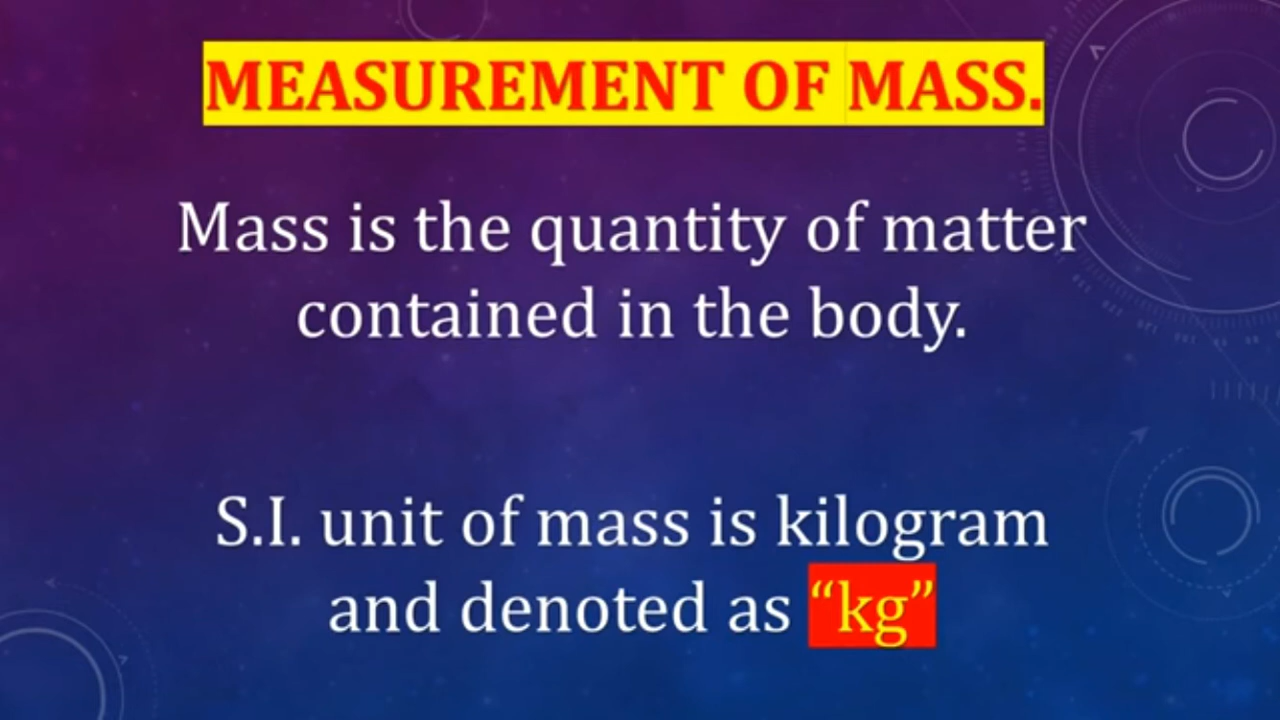 MEASUREMENT OF MASS.
Mass is the quantity of matter
contained in the body.
S.I. unit of mass is kilogram
and denoted as “kg”